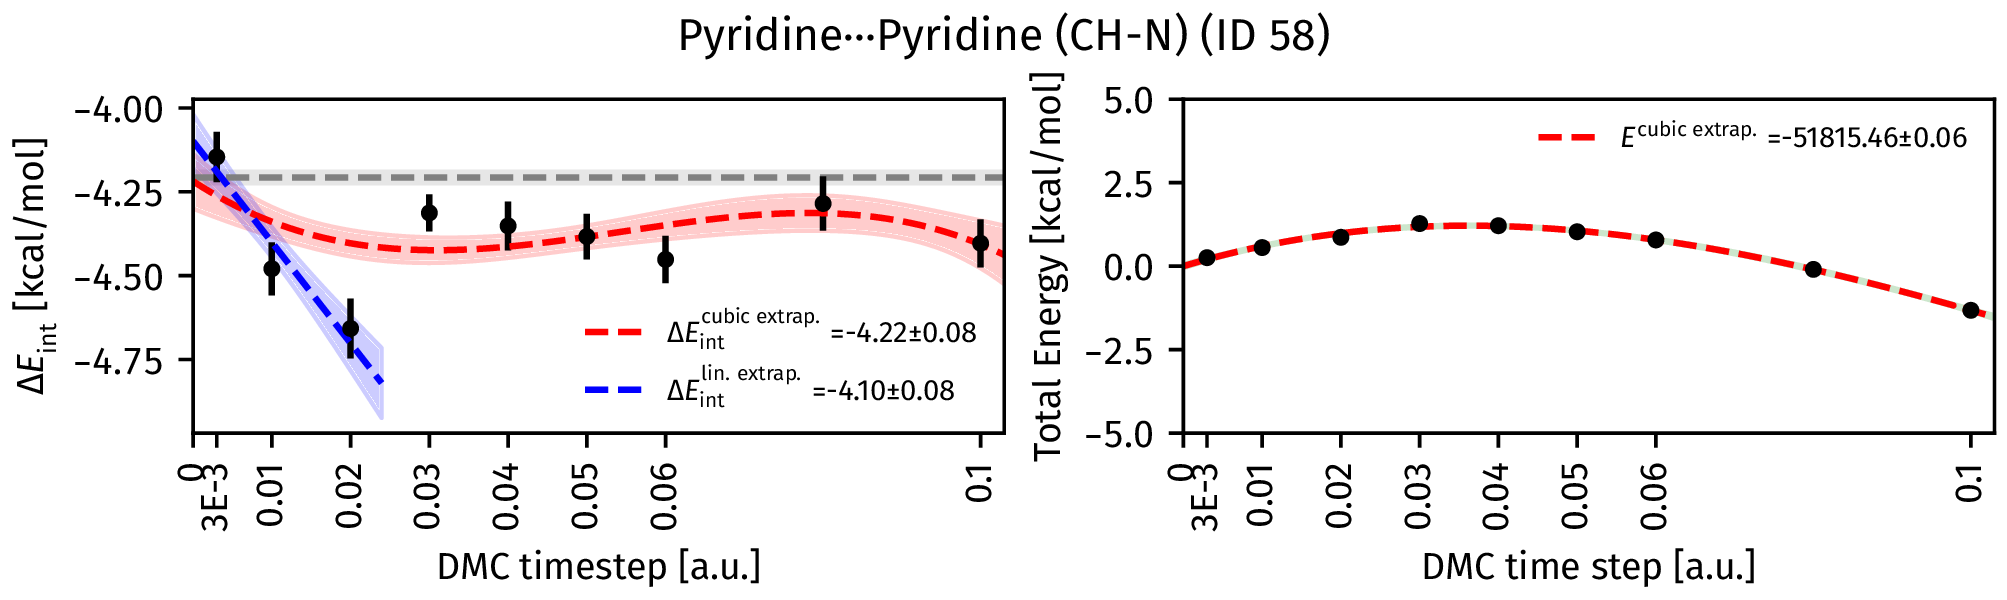 Pyridine···Pyridine (CH-N) (ID 58)
ΔE_int [kcal/mol]
−4.00
−4.25
−4.50
−4.75
ΔE_int^cubic extrap. =-4.22±0.08
ΔE_int^lin. extrap. =-4.10±0.08
0
3E-3
0.01
0.02
0.03
0.04
0.05
0.06
0.1
DMC timestep [a.u.]
Total Energy [kcal/mol]
5.0
2.5
0.0
−2.5
−5.0
E^cubic extrap. =-51815.46±0.06
0
3E-3
0.01
0.02
0.03
0.04
0.05
0.06
0.1
DMC time step [a.u.]